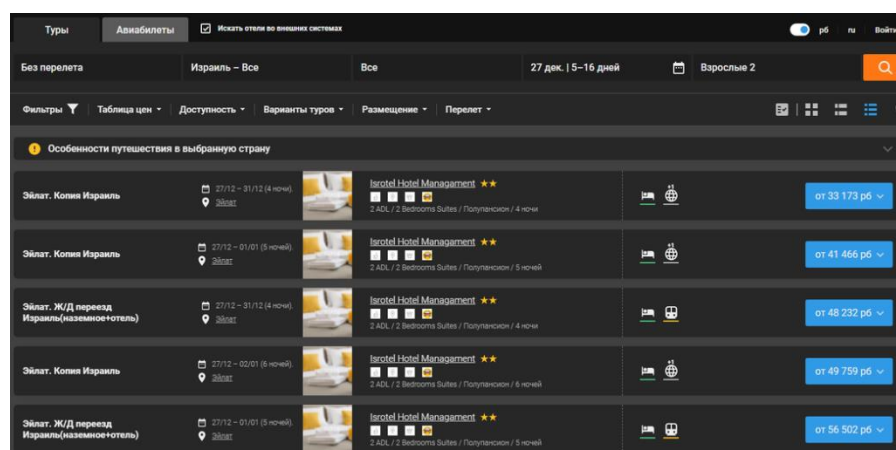 Туры
Авиабилеты
Искать отели во внешних системах
рб
ru
Войти
Без перелета
Израиль – Все
Все
27 дек. | 5–16 дней
Взрослые 2
Фильтры
Таблица цен
Доступность
Варианты туров
Размещение
Перелет
Особенности путешествия в выбранную страну
Эйлат. Копия Израиль
27/12 – 31/12 (4 ночи).
Эйлат
Isrotel Hotel Managament
2 ADL / 2 Bedrooms Suites / Полупансион / 4 ночи
+1
от 33 173 рб
Эйлат. Копия Израиль
27/12 – 01/01 (5 ночей).
Эйлат
Isrotel Hotel Managament
2 ADL / 2 Bedrooms Suites / Полупансион / 5 ночей
+1
от 41 466 рб
Эйлат. Ж/Д переезд
Израиль(наземное+отель)
27/12 – 31/12 (4 ночи).
Эйлат
Isrotel Hotel Managament
2 ADL / 2 Bedrooms Suites / Полупансион / 4 ночи
от 48 232 рб
Эйлат. Копия Израиль
27/12 – 02/01 (6 ночей).
Эйлат
Isrotel Hotel Managament
2 ADL / 2 Bedrooms Suites / Полупансион / 6 ночей
+1
от 49 759 рб
Эйлат. Ж/Д переезд
Израиль(наземное+отель)
27/12 – 01/01 (5 ночей).
Эйлат
Isrotel Hotel Managament
2 ADL / 2 Bedrooms Suites / Полупансион / 5 ночей
от 56 502 рб